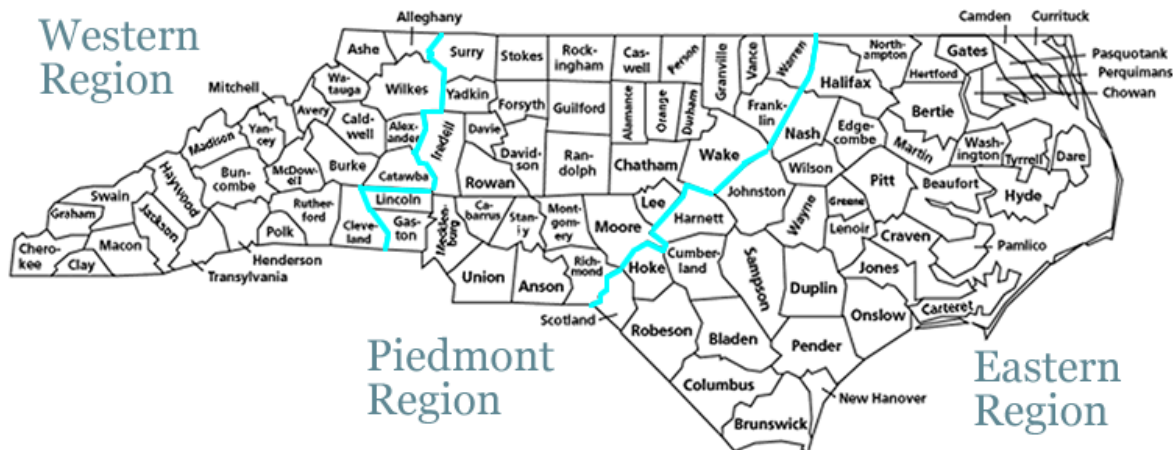 Western
Region
Piedmont
Region
Eastern
Region
Alleghany
Ashe
Surry
Stokes
Rock-
ingham
Cas-
well
Person
Granville
Vance
Warren
North-
ampton
Gates
Camden
Currituck
Pasquotank
Perquimans
Chowan
Hertford
Halifax
Bertie
Mitchell
Wa-
tauga
Wilkes
Yadkin
Forsyth
Guilford
Alamance
Orange
Durham
Frank-
lin
Nash
Edge-
combe
Martin
Wash-
ington
Tyrrell
Dare
Avery
Cald-
well
Alex-
ander
Iredell
Davie
David-
son
Ran-
dolph
Chatham
Wake
Wilson
Pitt
Beaufort
Hyde
Madison
Yan-
cey
McDow-
ell
Burke
Catawba
Rowan
Lee
Johnston
Wayne
Greene
Lenoir
Craven
Pamlico
Swain
Haywood
Bun-
combe
Ruther-
ford
Lincoln
Cleve-
land
Gas-
ton
Mecklen-
burg
Ca-
barrus
Stan-
ly
Mont-
gom-
ery
Moore
Harnett
Graham
Jackson
Polk
Chero-
kee
Macon
Clay
Henderson
Transylvania
Union
Anson
Rich-
mond
Scotland
Hoke
Cumber-
land
Sampson
Duplin
Jones
Onslow
Carteret
Robeson
Bladen
Pender
Columbus
New Hanover
Brunswick